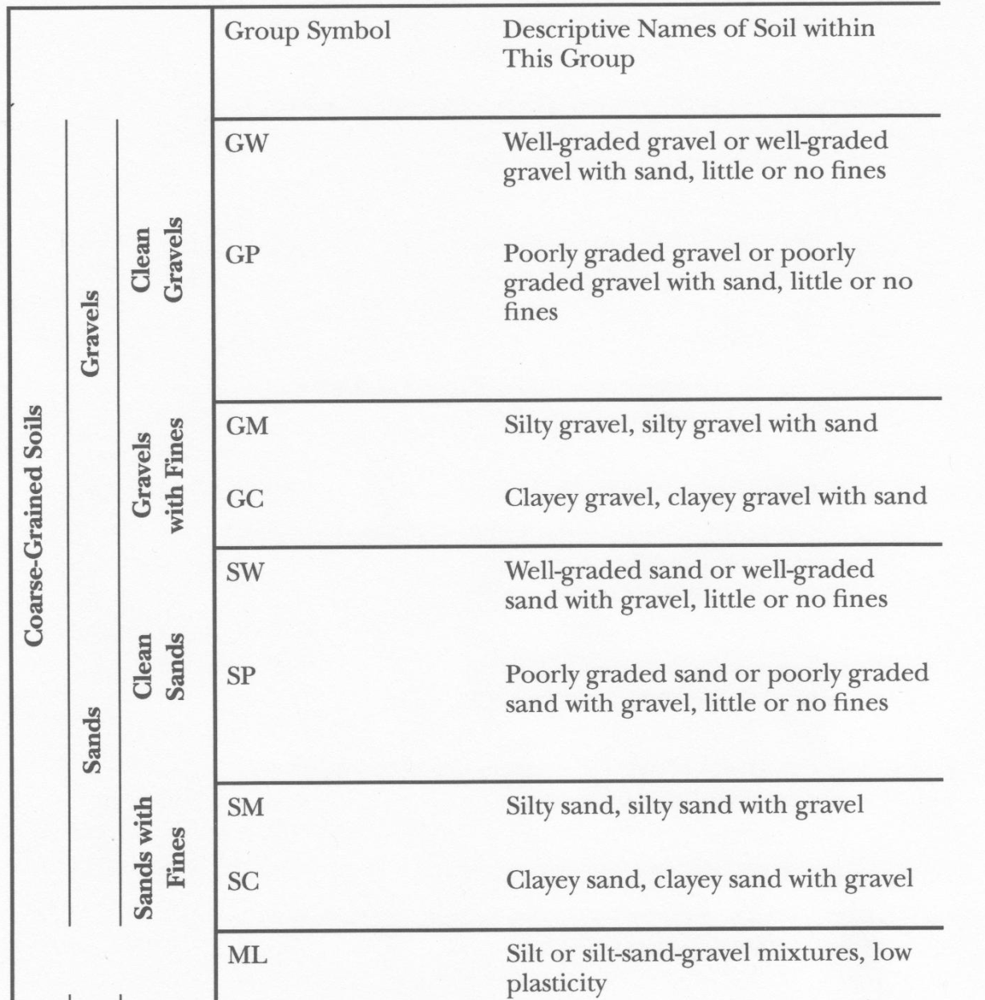 Group Symbol
Descriptive Names of Soil within
This Group
Coarse-Grained Soils
Gravels
Clean
Gravels
GW
Well-graded gravel or well-graded
gravel with sand, little or no fines
GP
Poorly graded gravel or poorly
graded gravel with sand, little or no
fines
Gravels
with Fines
GM
Silty gravel, silty gravel with sand
GC
Clayey gravel, clayey gravel with sand
Sands
Clean
Sands
SW
Well-graded sand or well-graded
sand with gravel, little or no fines
SP
Poorly graded sand or poorly graded
sand with gravel, little or no fines
Sands with
Fines
SM
Silty sand, silty sand with gravel
SC
Clayey sand, clayey sand with gravel
ML
Silt or silt-sand-gravel mixtures, low
plasticity